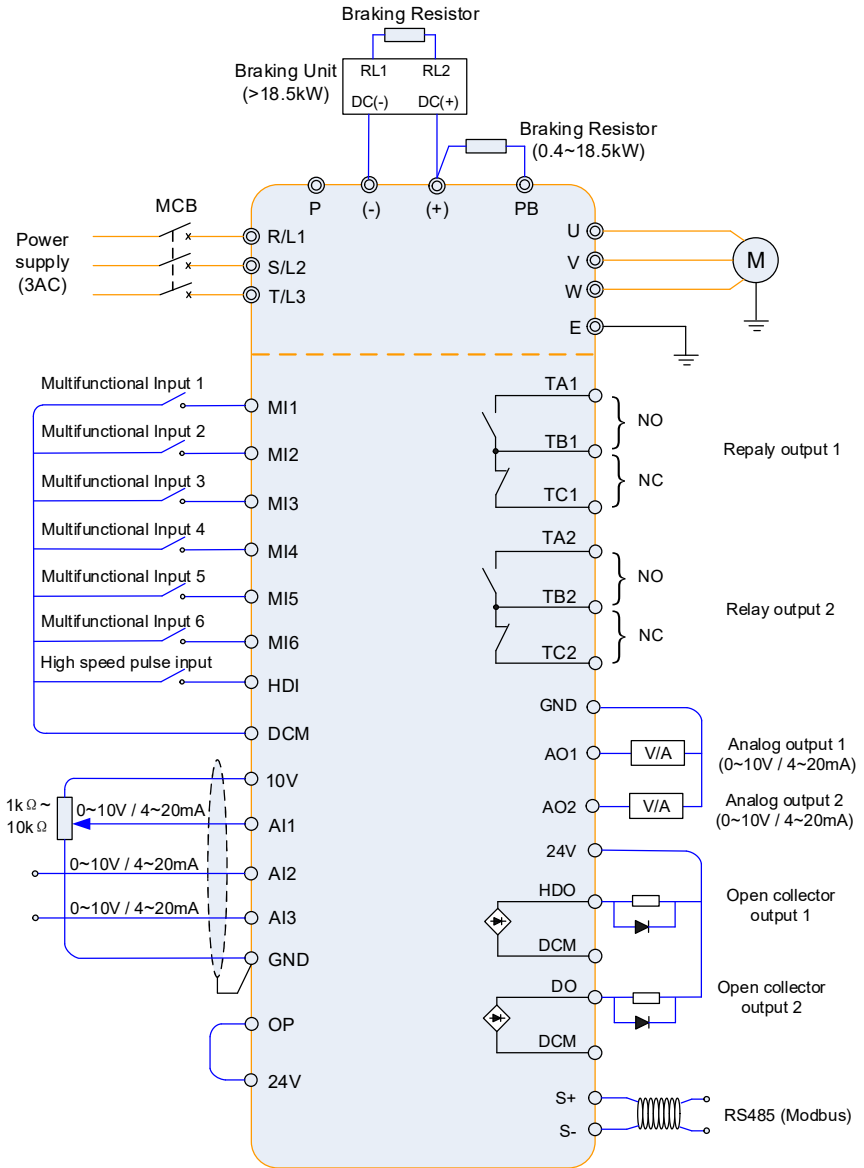 Braking Resistor
Braking Unit
(>18.5kW)
RL1 RL2
DC(-) DC(+)
Braking Resistor
(0.4~18.5kW)
P (-) (+) PB
MCB
Power
supply
(3AC)
R/L1
S/L2
T/L3
U
V
W
E
M
Multifunctional Input 1
MI1
Multifunctional Input 2
MI2
Multifunctional Input 3
MI3
Multifunctional Input 4
MI4
Multifunctional Input 5
MI5
Multifunctional Input 6
MI6
High speed pulse input
HDI
DCM
10V
1kΩ~
10kΩ
0~10V / 4~20mA
AI1
0~10V / 4~20mA
AI2
0~10V / 4~20mA
AI3
GND
OP
24V
TA1
NO
TB1
Repaly output 1
NC
TC1
TA2
NO
TB2
Relay output 2
NC
TC2
GND
AO1
V/A
Analog output 1
(0~10V / 4~20mA)
AO2
V/A
Analog output 2
(0~10V / 4~20mA)
24V
HDO
Open collector
output 1
DCM
DO
Open collector
output 2
DCM
S+
S-
RS485 (Modbus)